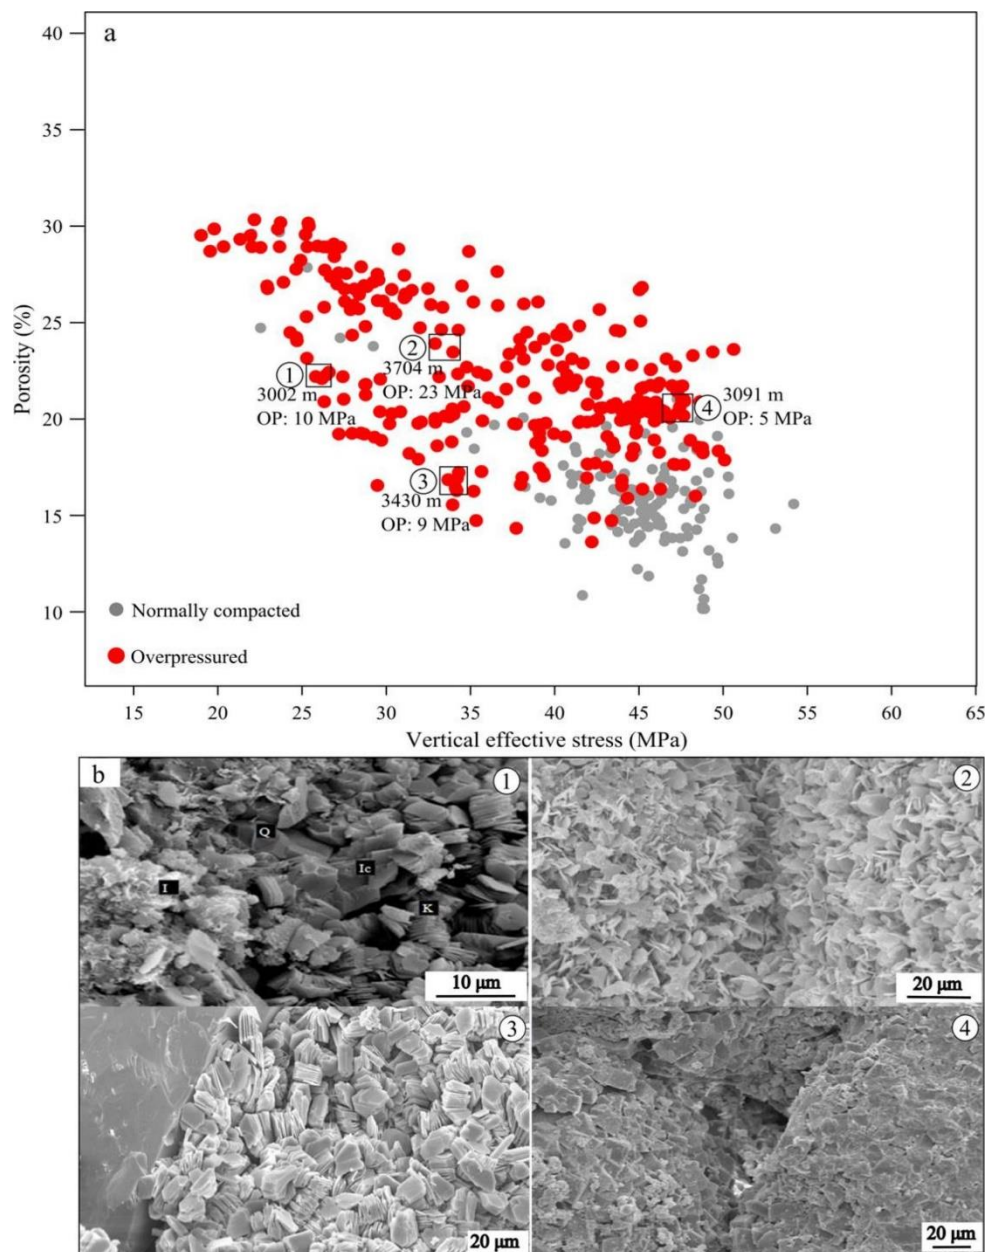 a
40
35
30
25
20
15
10
Porosity (%)
①
3002 m
OP: 10 MPa
②
3704 m
OP: 23 MPa
③
3430 m
OP: 9 MPa
④
3091 m
OP: 5 MPa
Normally compacted
Overpressured
15 20 25 30 35 40 45 50 55 60 65
Vertical effective stress (MPa)
b
①
Q
Ic
I
K
10 µm
②
20 µm
③
20 µm
④
20 µm